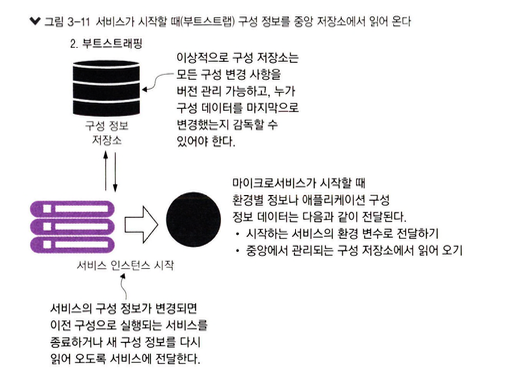 그림 3-11 서비스가 시작할 때(부트스트랩) 구성 정보를 중앙 저장소에서 읽어 온다
2. 부트스트래핑
이상적으로 구성 저장소는
모든 구성 변경 사항을
버전 관리 가능하고, 누가
구성 데이터를 마지막으로
변경했는지 감독할 수
있어야 한다.
구성 정보
저장소
마이크로서비스가 시작할 때
환경별 정보나 애플리케이션 구성
정보 데이터는 다음과 같이 전달된다.
• 시작하는 서비스의 환경 변수로 전달하기
• 중앙에서 관리되는 구성 저장소에서 읽어 오기
서비스 인스턴스 시작
서비스의 구성 정보가 변경되면
이전 구성으로 실행되는 서비스를
종료하거나 새 구성 정보를 다시
읽어 오도록 서비스에 전달한다.